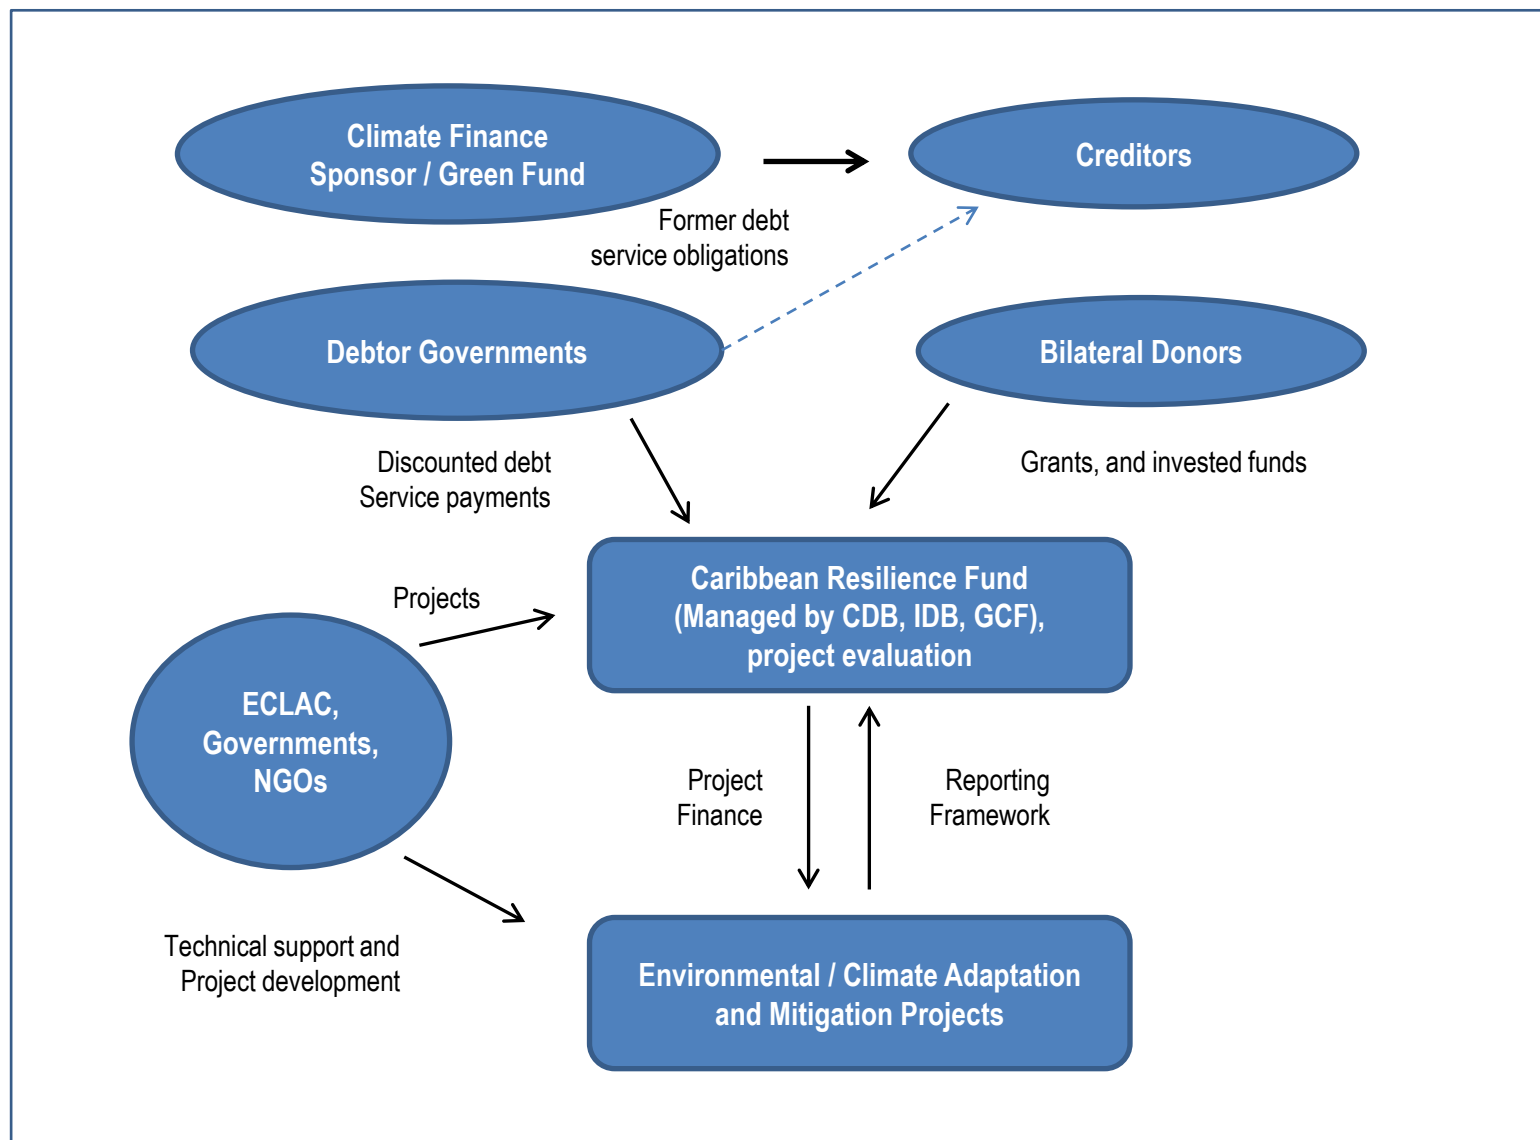 Climate Finance
Sponsor / Green Fund
Creditors
Former debt
service obligations
Debtor Governments
Bilateral Donors
Discounted debt
Service payments
Grants, and invested funds
Caribbean Resilience Fund
(Managed by CDB, IDB, GCF),
project evaluation
Projects
ECLAC,
Governments,
NGOs
Project
Finance
Reporting
Framework
Technical support and
Project development
Environmental / Climate Adaptation
and Mitigation Projects